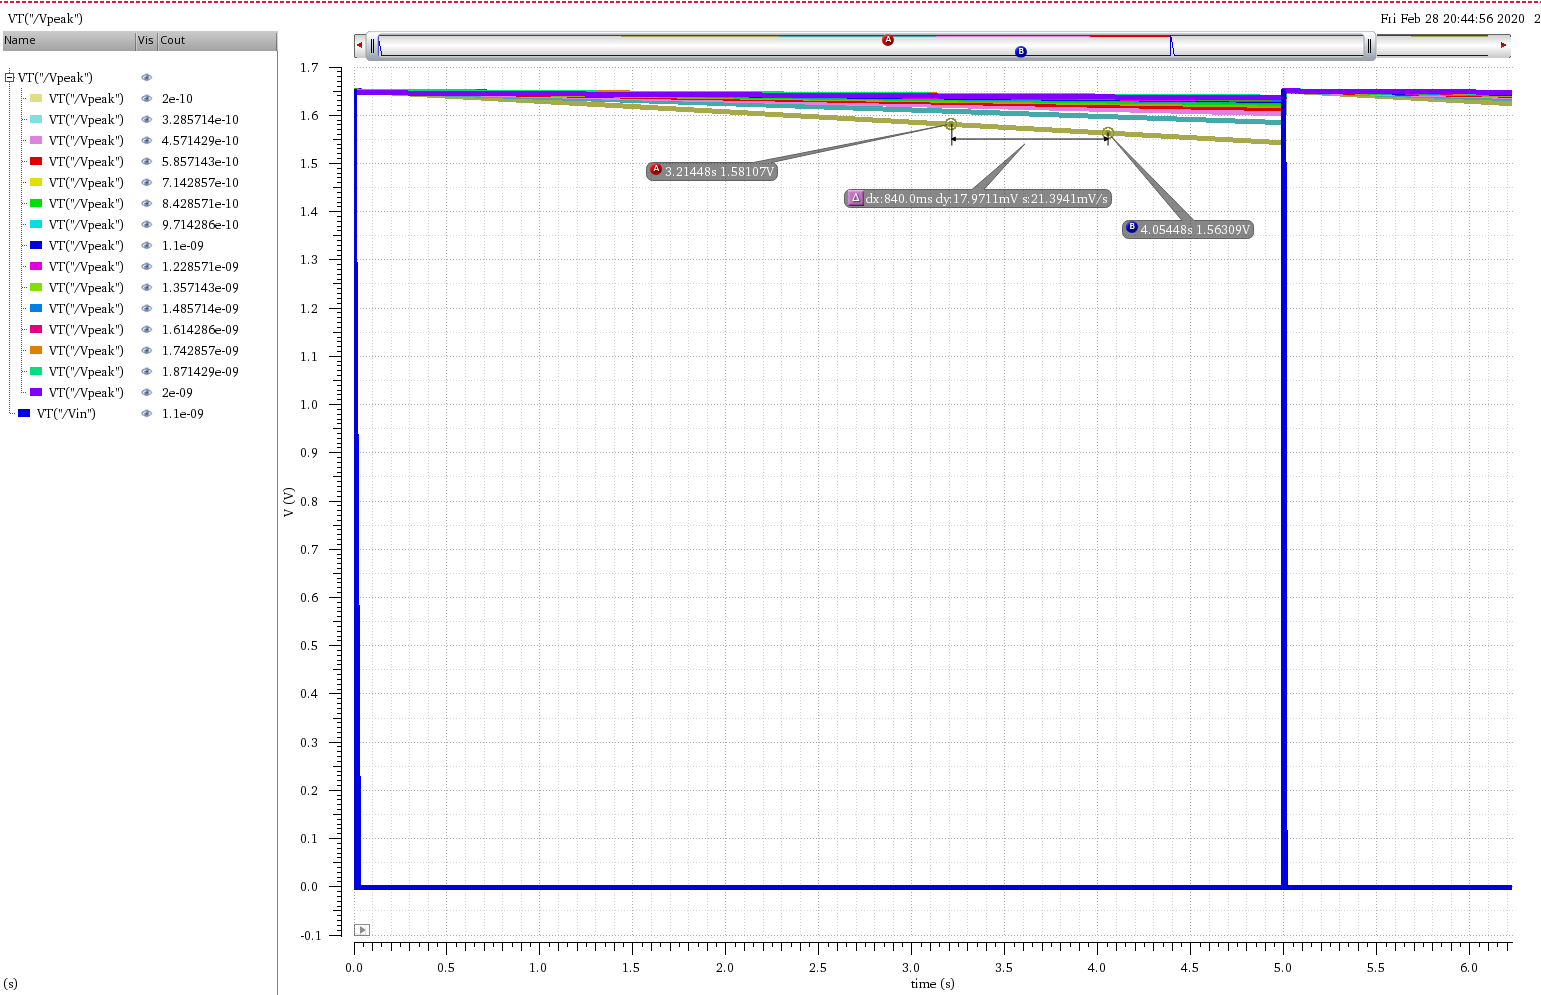 VT("/Vpeak")
Fri Feb 28 20:44:56 2020 2
Name Vis Cout
VT("/Vpeak")
VT("/Vpeak") 2e-10
VT("/Vpeak") 3.285714e-10
VT("/Vpeak") 4.571429e-10
VT("/Vpeak") 5.857143e-10
VT("/Vpeak") 7.142857e-10
VT("/Vpeak") 8.428571e-10
VT("/Vpeak") 9.714286e-10
VT("/Vpeak") 1.1e-09
VT("/Vpeak") 1.228571e-09
VT("/Vpeak") 1.357143e-09
VT("/Vpeak") 1.485714e-09
VT("/Vpeak") 1.614286e-09
VT("/Vpeak") 1.742857e-09
VT("/Vpeak") 1.871429e-09
VT("/Vpeak") 2e-09
VT("/Vin") 1.1e-09
(s)
A
B
1.7
1.6
1.5
1.4
1.3
1.2
1.1
1.0
0.9
0.8
0.7
0.6
0.5
0.4
0.3
0.2
0.1
0.0
-0.1
V (V)
A 3.21448s 1.58107V
Δ dx:840.0ms dy:17.9711mV s:21.3941mV/s
B 4.05448s 1.56309V
0.0 0.5 1.0 1.5 2.0 2.5 3.0 3.5 4.0 4.5 5.0 5.5 6.0
time (s)